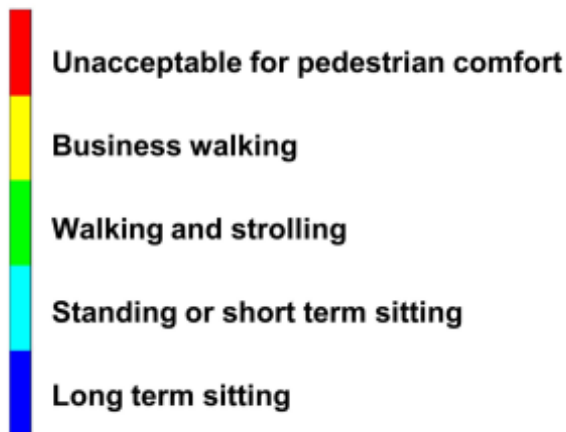 Unacceptable for pedestrian comfort
Business walking
Walking and strolling
Standing or short term sitting
Long term sitting